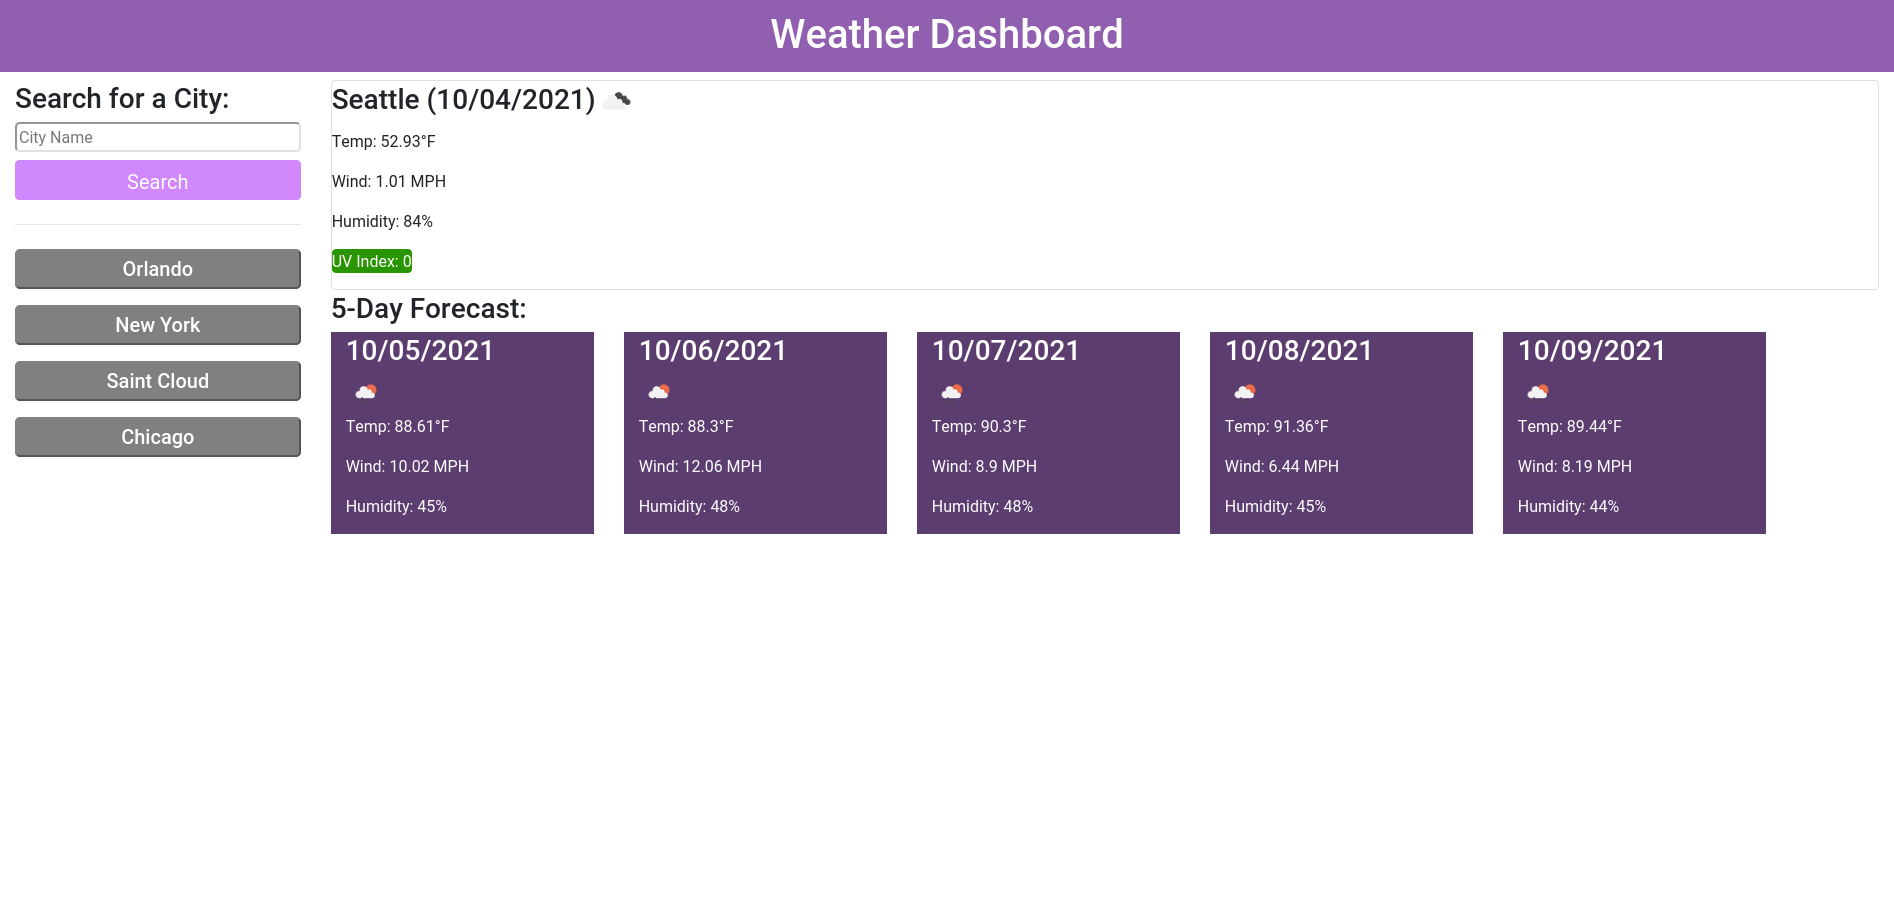 Weather Dashboard
Search for a City:
City Name
Search
Orlando
New York
Saint Cloud
Chicago
Seattle (10/04/2021)
Temp: 52.93°F
Wind: 1.01 MPH
Humidity: 84%
UV Index: 0
5-Day Forecast:
10/05/2021
Temp: 88.61°F
Wind: 10.02 MPH
Humidity: 45%
10/06/2021
Temp: 88.3°F
Wind: 12.06 MPH
Humidity: 48%
10/07/2021
Temp: 90.3°F
Wind: 8.9 MPH
Humidity: 48%
10/08/2021
Temp: 91.36°F
Wind: 6.44 MPH
Humidity: 45%
10/09/2021
Temp: 89.44°F
Wind: 8.19 MPH
Humidity: 44%